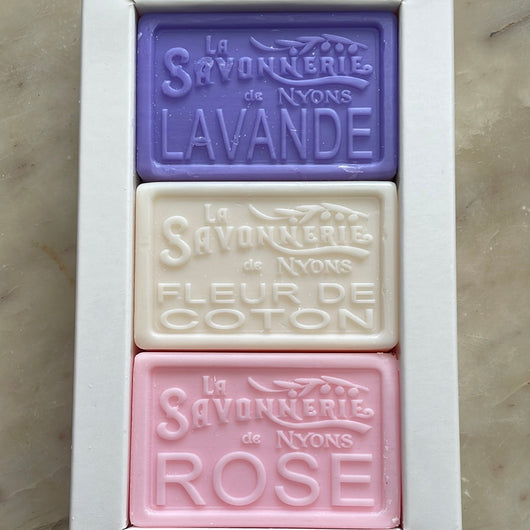 La
Savonnerie
de Nyons
LAVANDE
La
Savonnerie
de Nyons
FLEUR DE
COTON
La
Savonnerie
de Nyons
ROSE